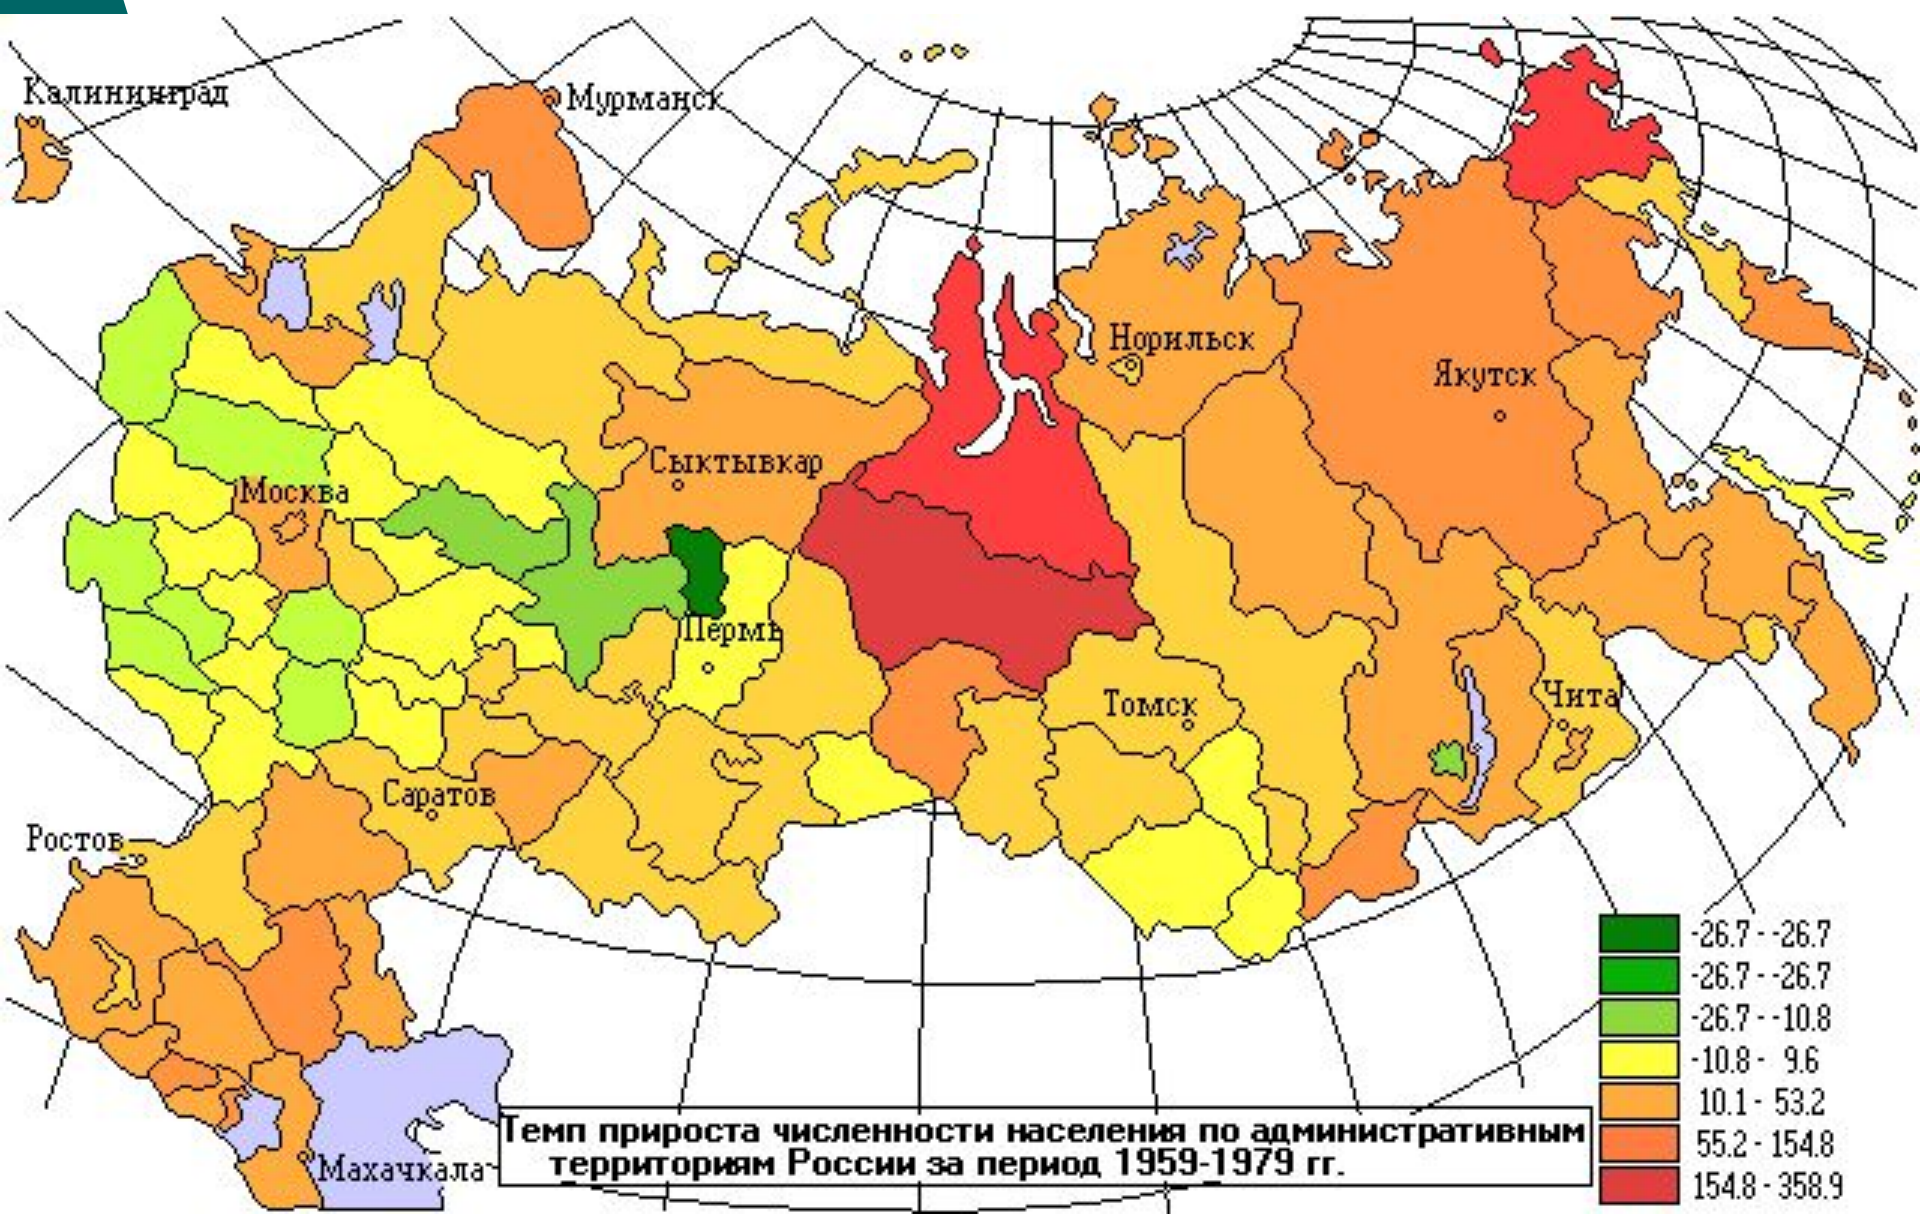 Калининград
Мурманск
Норильск
Якутск
Сыктывкар
Москва
Пермь
Томск
Чита
Саратов
Ростов
Махачкала
-26.7 - -26.7
-26.7 - -26.7
-26.7 - -10.8
-10.8 - 9.6
10.1 - 53.2
55.2 - 154.8
154.8 - 358.9
Темп прироста численности населения по административным
территориям России за период 1959-1979 гг.